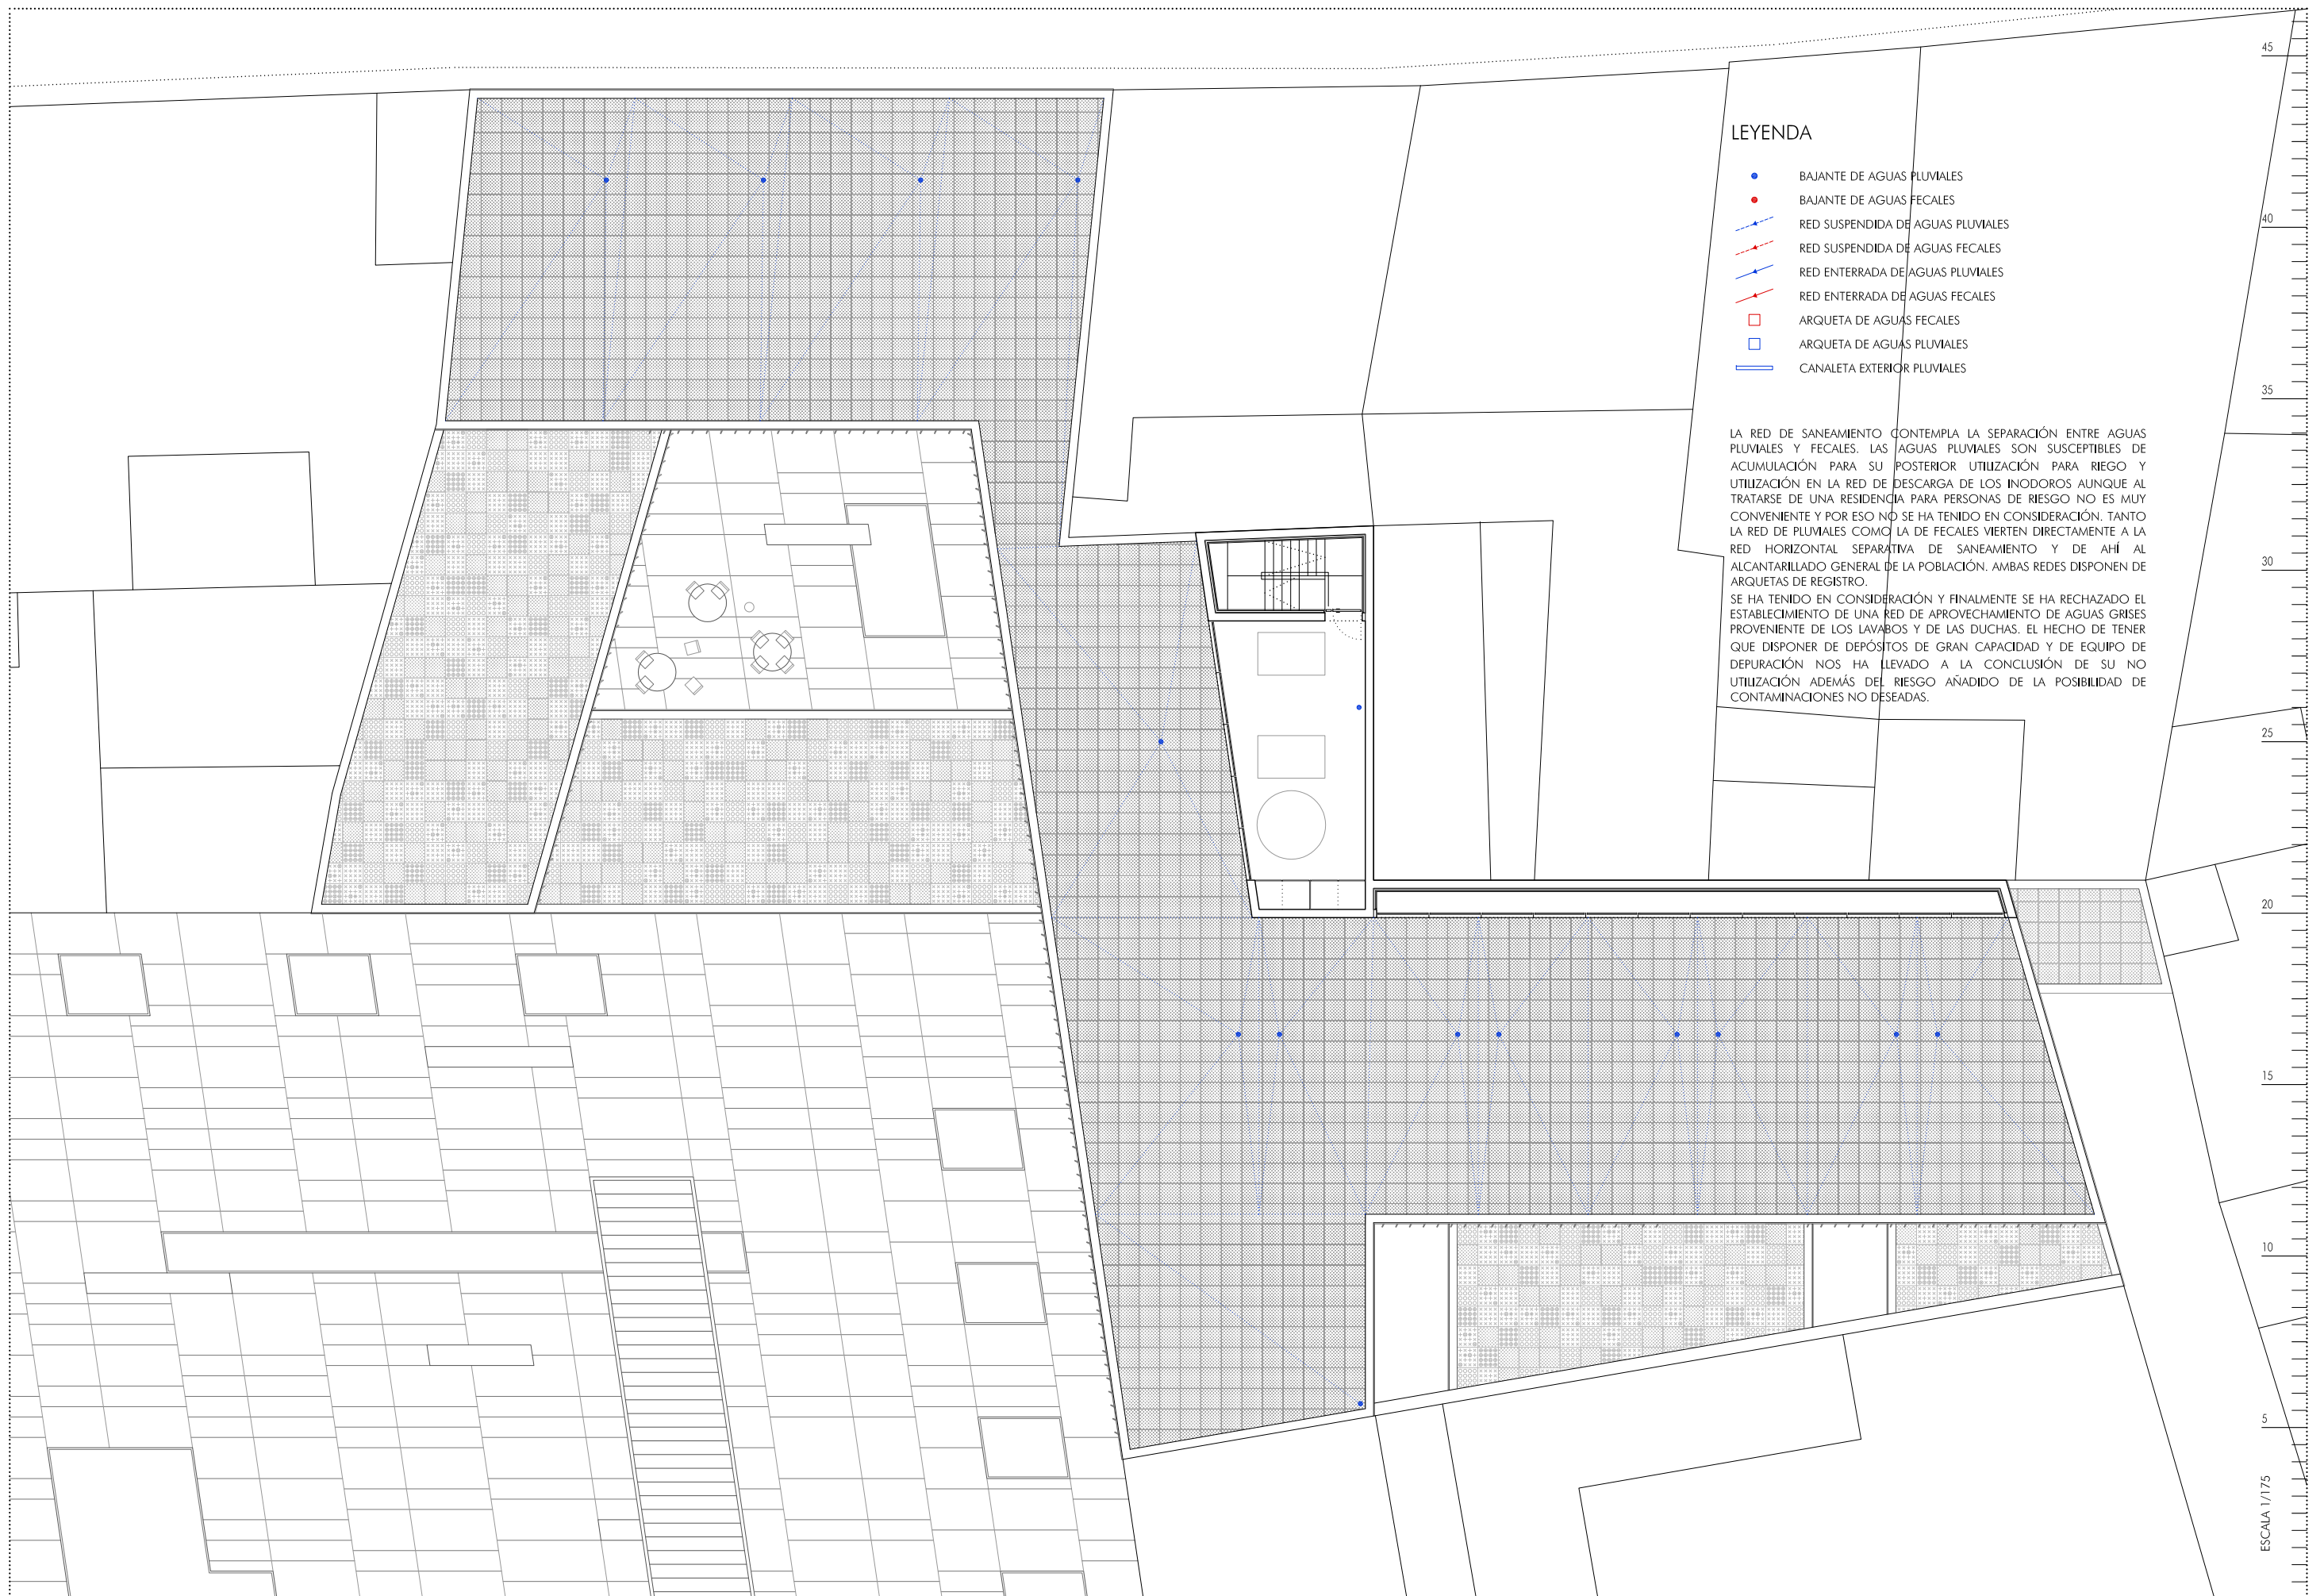 LEYENDA
BAJANTE DE AGUAS PLUVIALES
BAJANTE DE AGUAS FECALES
RED SUSPENDIDA DE AGUAS PLUVIALES
RED SUSPENDIDA DE AGUAS FECALES
RED ENTERRADA DE AGUAS PLUVIALES
RED ENTERRADA DE AGUAS FECALES
ARQUETA DE AGUAS FECALES
ARQUETA DE AGUAS PLUVIALES
CANALETA EXTERIOR PLUVIALES
LA RED DE SANEAMIENTO CONTEMPLA LA SEPARACIÓN ENTRE AGUAS
PLUVIALES Y FECALES. LAS AGUAS PLUVIALES SON SUSCEPTIBLES DE
ACUMULACIÓN PARA SU POSTERIOR UTILIZACIÓN PARA RIEGO Y
UTILIZACIÓN EN LA RED DE DESCARGA DE LOS INODOROS AUNQUE AL
TRATARSE DE UNA RESIDENCIA PARA PERSONAS DE RIESGO NO ES MUY
CONVENIENTE Y POR ESO NO SE HA TENIDO EN CONSIDERACIÓN. TANTO
LA RED DE PLUVIALES COMO LA DE FECALES VIERTEN DIRECTAMENTE A LA
RED HORIZONTAL SEPARATIVA DE SANEAMIENTO Y DE AHÍ AL
ALCANTARILLADO GENERAL DE LA POBLACIÓN. AMBAS REDES DISPONEN DE
ARQUETAS DE REGISTRO.
SE HA TENIDO EN CONSIDERACIÓN Y FINALMENTE SE HA RECHAZADO EL
ESTABLECIMIENTO DE UNA RED DE APROVECHAMIENTO DE AGUAS GRISES
PROVENIENTE DE LOS LAVABOS Y DE LAS DUCHAS. EL HECHO DE TENER
QUE DISPONER DE DEPÓSITOS DE GRAN CAPACIDAD Y DE EQUIPO DE
DEPURACIÓN NOS HA LLEVADO A LA CONCLUSIÓN DE SU NO
UTILIZACIÓN ADEMÁS DEL RIESGO AÑADIDO DE LA POSIBILIDAD DE
CONTAMINACIONES NO DESEADAS.
45
40
35
30
25
20
15
10
5
ESCALA 1/175